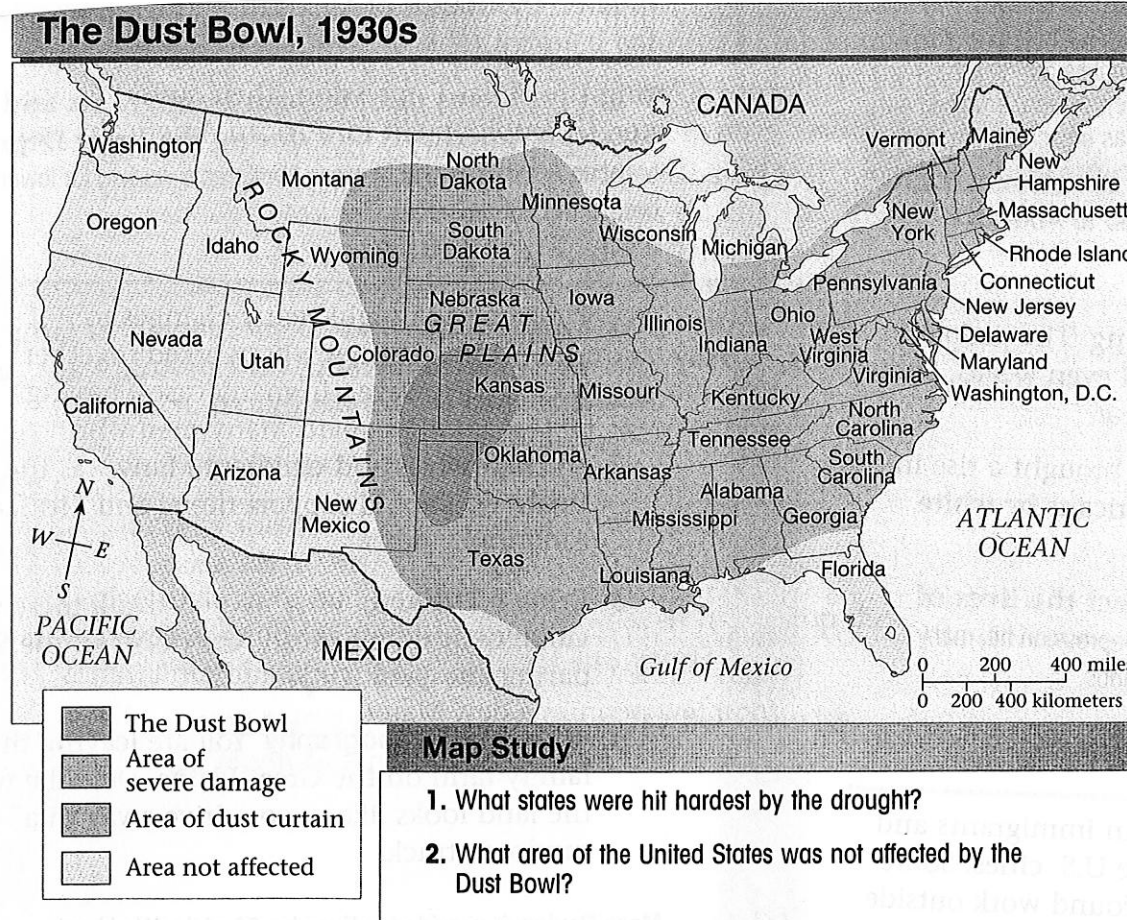 The Dust Bowl, 1930s
CANADA
Washington
Oregon
Idaho
Montana
Wyoming
North
Dakota
South
Dakota
Nebraska
Minnesota
Wisconsin
Michigan
Vermont
Maine
New
Hampshire
Massachusett
New
York
Rhode Island
Connecticut
Pennsylvania
New Jersey
Delaware
Maryland
Washington, D.C.
ROCKY MOUNTAINS
GREAT
PLAINS
Nevada
Utah
Colorado
Kansas
Iowa
Illinois
Indiana
Ohio
West
Virginia
Virginia
California
Missouri
Kentucky
North
Carolina
Arizona
New
Mexico
Oklahoma
Arkansas
Tennessee
South
Carolina
Texas
Louisiana
Mississippi
Alabama
Georgia
Florida
ATLANTIC
OCEAN
N
W
E
S
PACIFIC
OCEAN
MEXICO
Gulf of Mexico
0 200 400 miles
0 200 400 kilometers
The Dust Bowl
Area of
severe damage
Area of dust curtain
Area not affected
Map Study
1. What states were hit hardest by the drought?
2. What area of the United States was not affected by the
Dust Bowl?